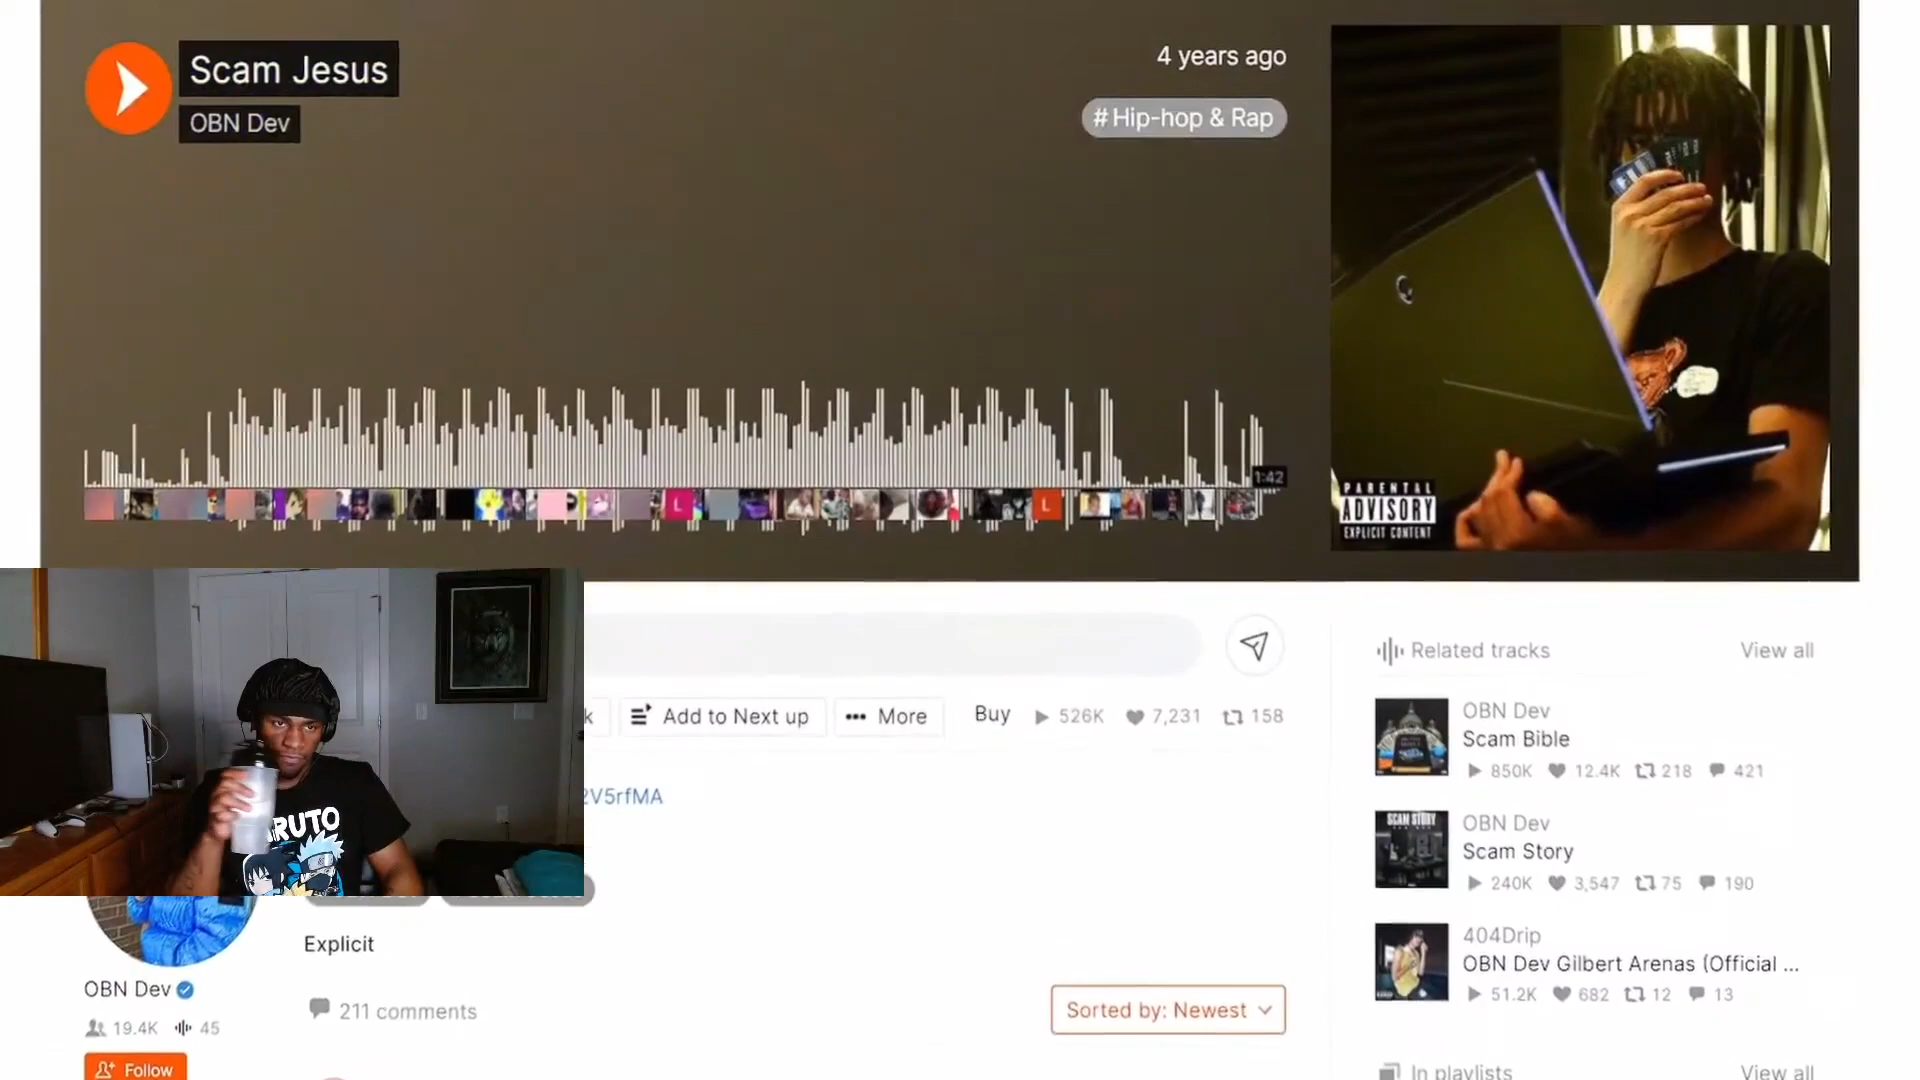 Scam Jesus
OBN Dev
4 years ago
# Hip-hop & Rap
1:42
L
L
PARENTAL
ADVISORY
EXPLICIT CONTENT
VISA
k
Add to Next up
More
Buy
526K
7,231
158
2V5rfMA
RUTO
Explicit
OBN Dev
19.4K
45
Follow
211 comments
Sorted by: Newest
Related tracks
View all
OBN Dev
Scam Bible
850K
12.4K
218
421
SCAM STORY
OBN Dev
Scam Story
240K
3,547
75
190
404Drip
OBN Dev Gilbert Arenas (Official ...
51.2K
682
12
13
In playlists
View all